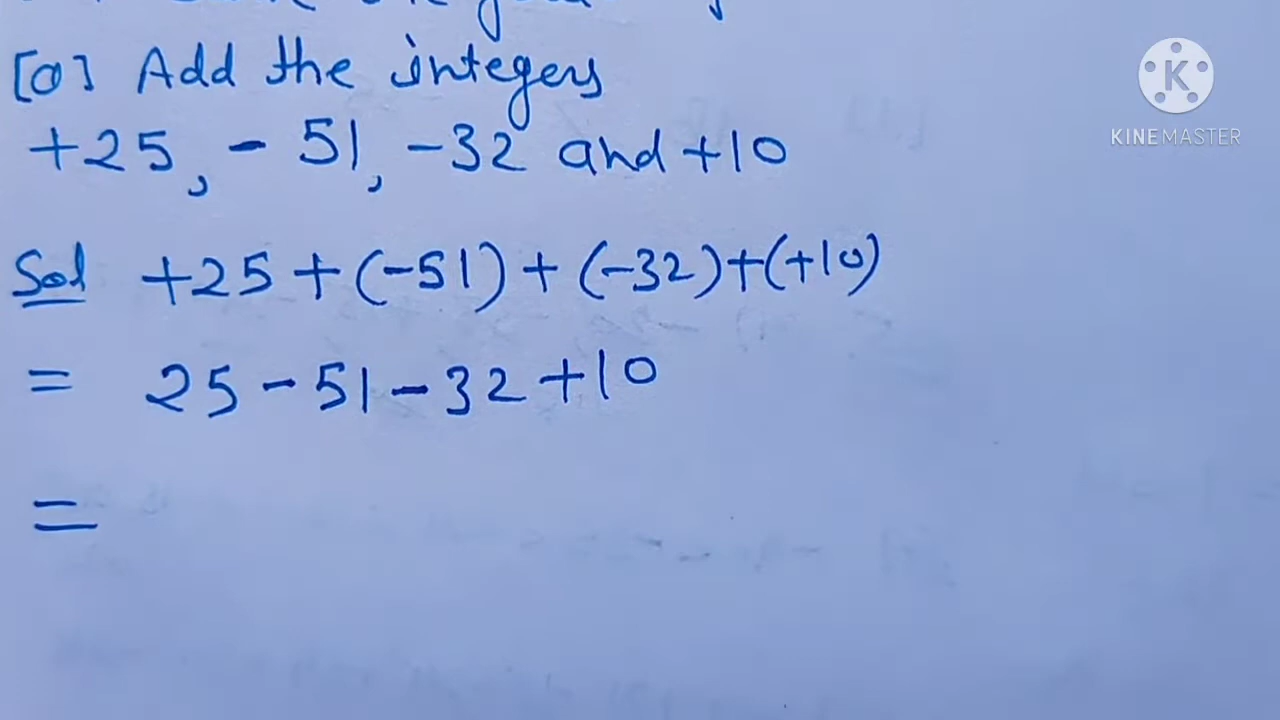 [a] Add the integers
KINEMASTER
+25, - 51, -32 and +10
Sol +25 + (-51) + (-32) + (+10)
= 25 - 51 - 32 + 10
=